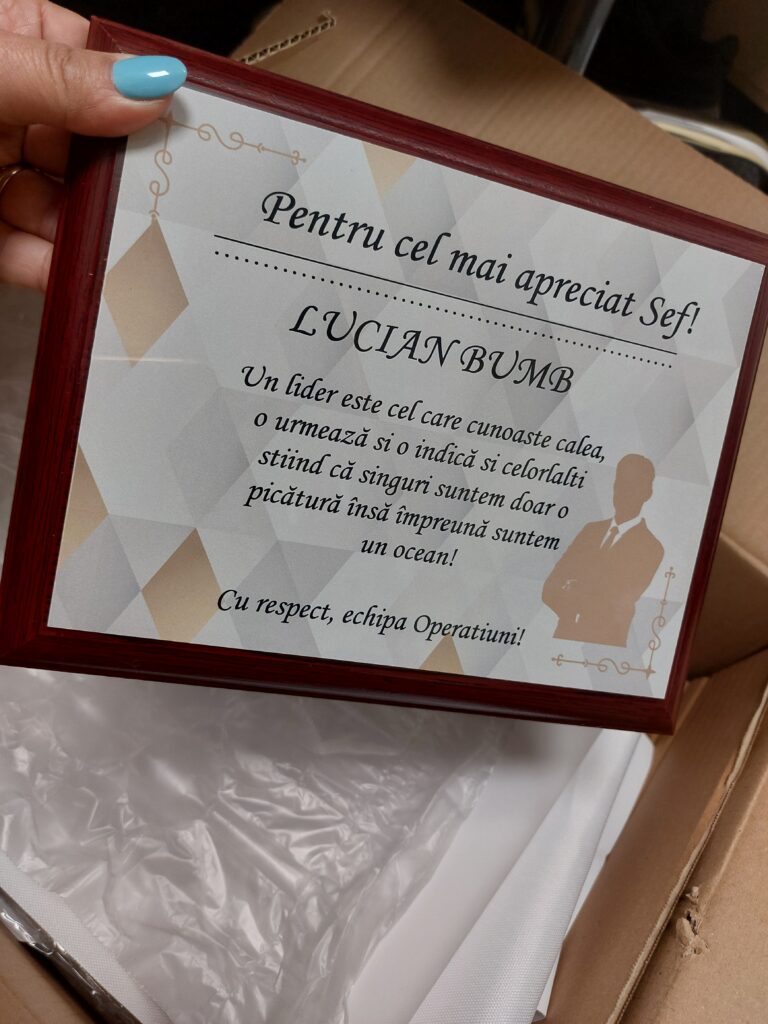 Pentru cel mai apreciat Sef!
LUCIAN BUMB
Un lider este cel care cunoaste calea,
o urmează si o indică si celorlalti
stiind că singuri suntem doar o
picătură însă împreună suntem
un ocean!
Cu respect, echipa Operatiuni!